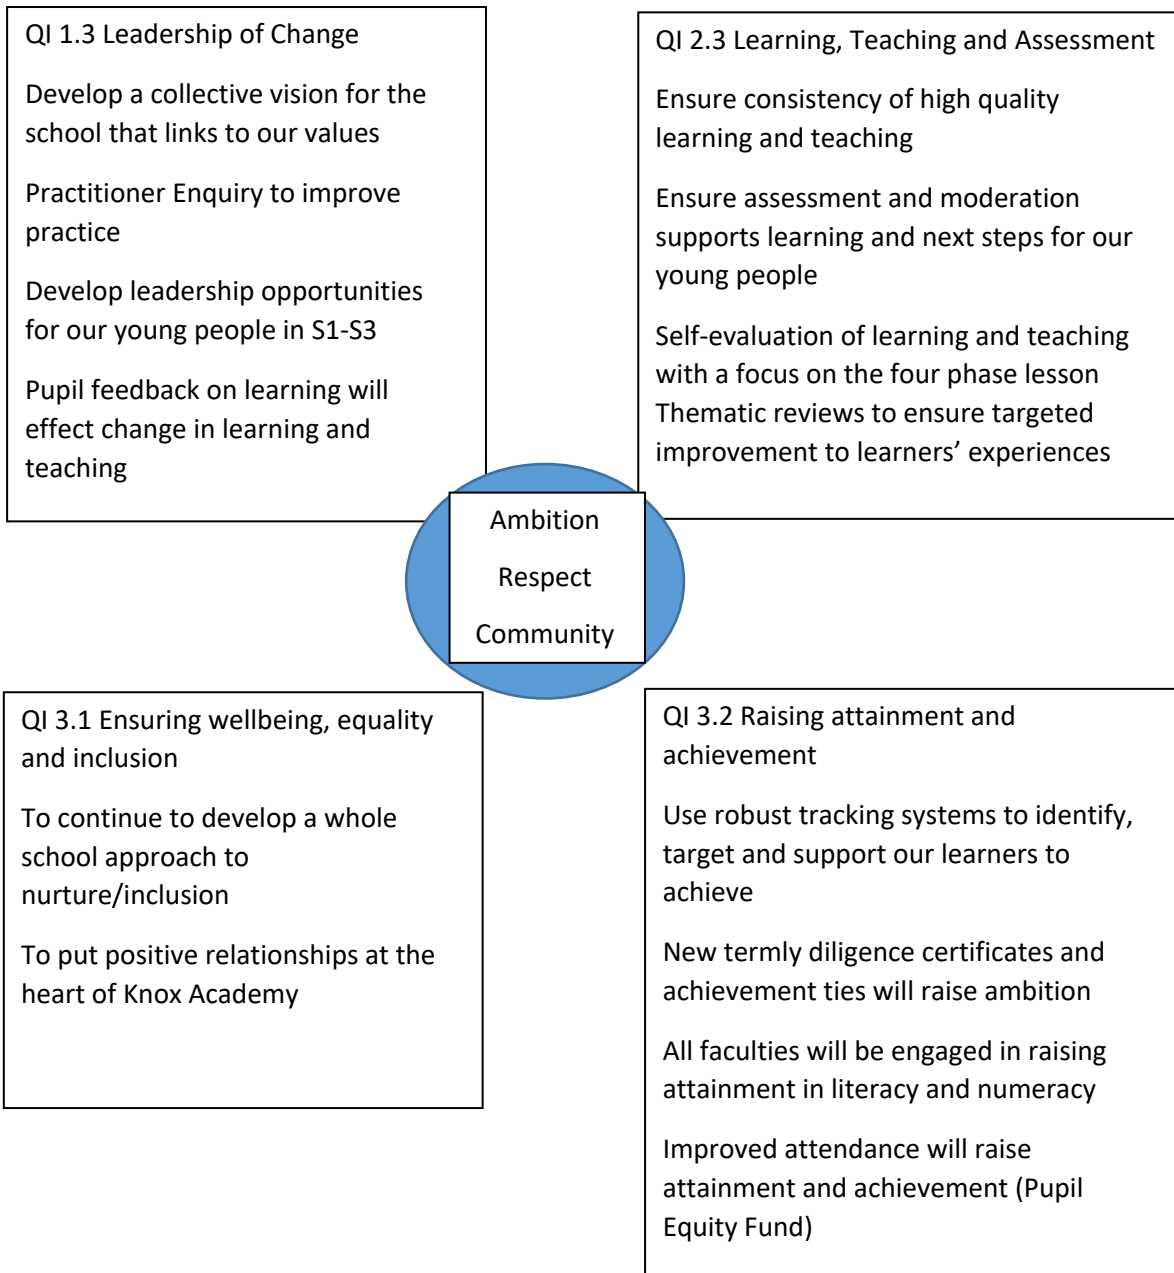 QI 1.3 Leadership of Change
Develop a collective vision for the
school that links to our values
Practitioner Enquiry to improve
practice
Develop leadership opportunities
for our young people in S1-S3
Pupil feedback on learning will
effect change in learning and
teaching
QI 2.3 Learning, Teaching and Assessment
Ensure consistency of high quality
learning and teaching
Ensure assessment and moderation
supports learning and next steps for our
young people
Self-evaluation of learning and teaching
with a focus on the four phase lesson
Thematic reviews to ensure targeted
improvement to learners’ experiences
Ambition
Respect
Community
QI 3.1 Ensuring wellbeing, equality
and inclusion
To continue to develop a whole
school approach to
nurture/inclusion
To put positive relationships at the
heart of Knox Academy
QI 3.2 Raising attainment and
achievement
Use robust tracking systems to identify,
target and support our learners to
achieve
New termly diligence certificates and
achievement ties will raise ambition
All faculties will be engaged in raising
attainment in literacy and numeracy
Improved attendance will raise
attainment and achievement (Pupil
Equity Fund)